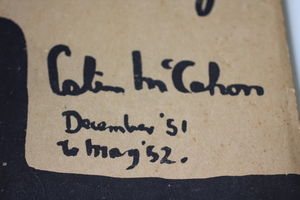 Colin McCahon
December '51
to May '52.